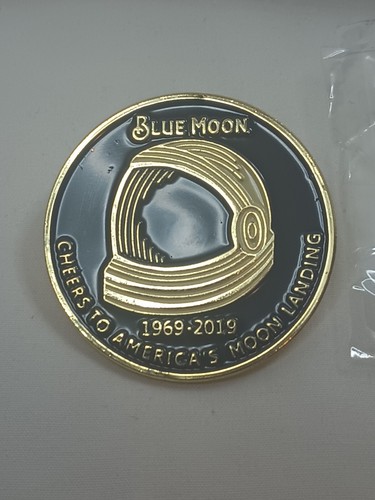 BLUE MOON
1969·2019
CHEERS TO AMERICA'S MOON LANDING